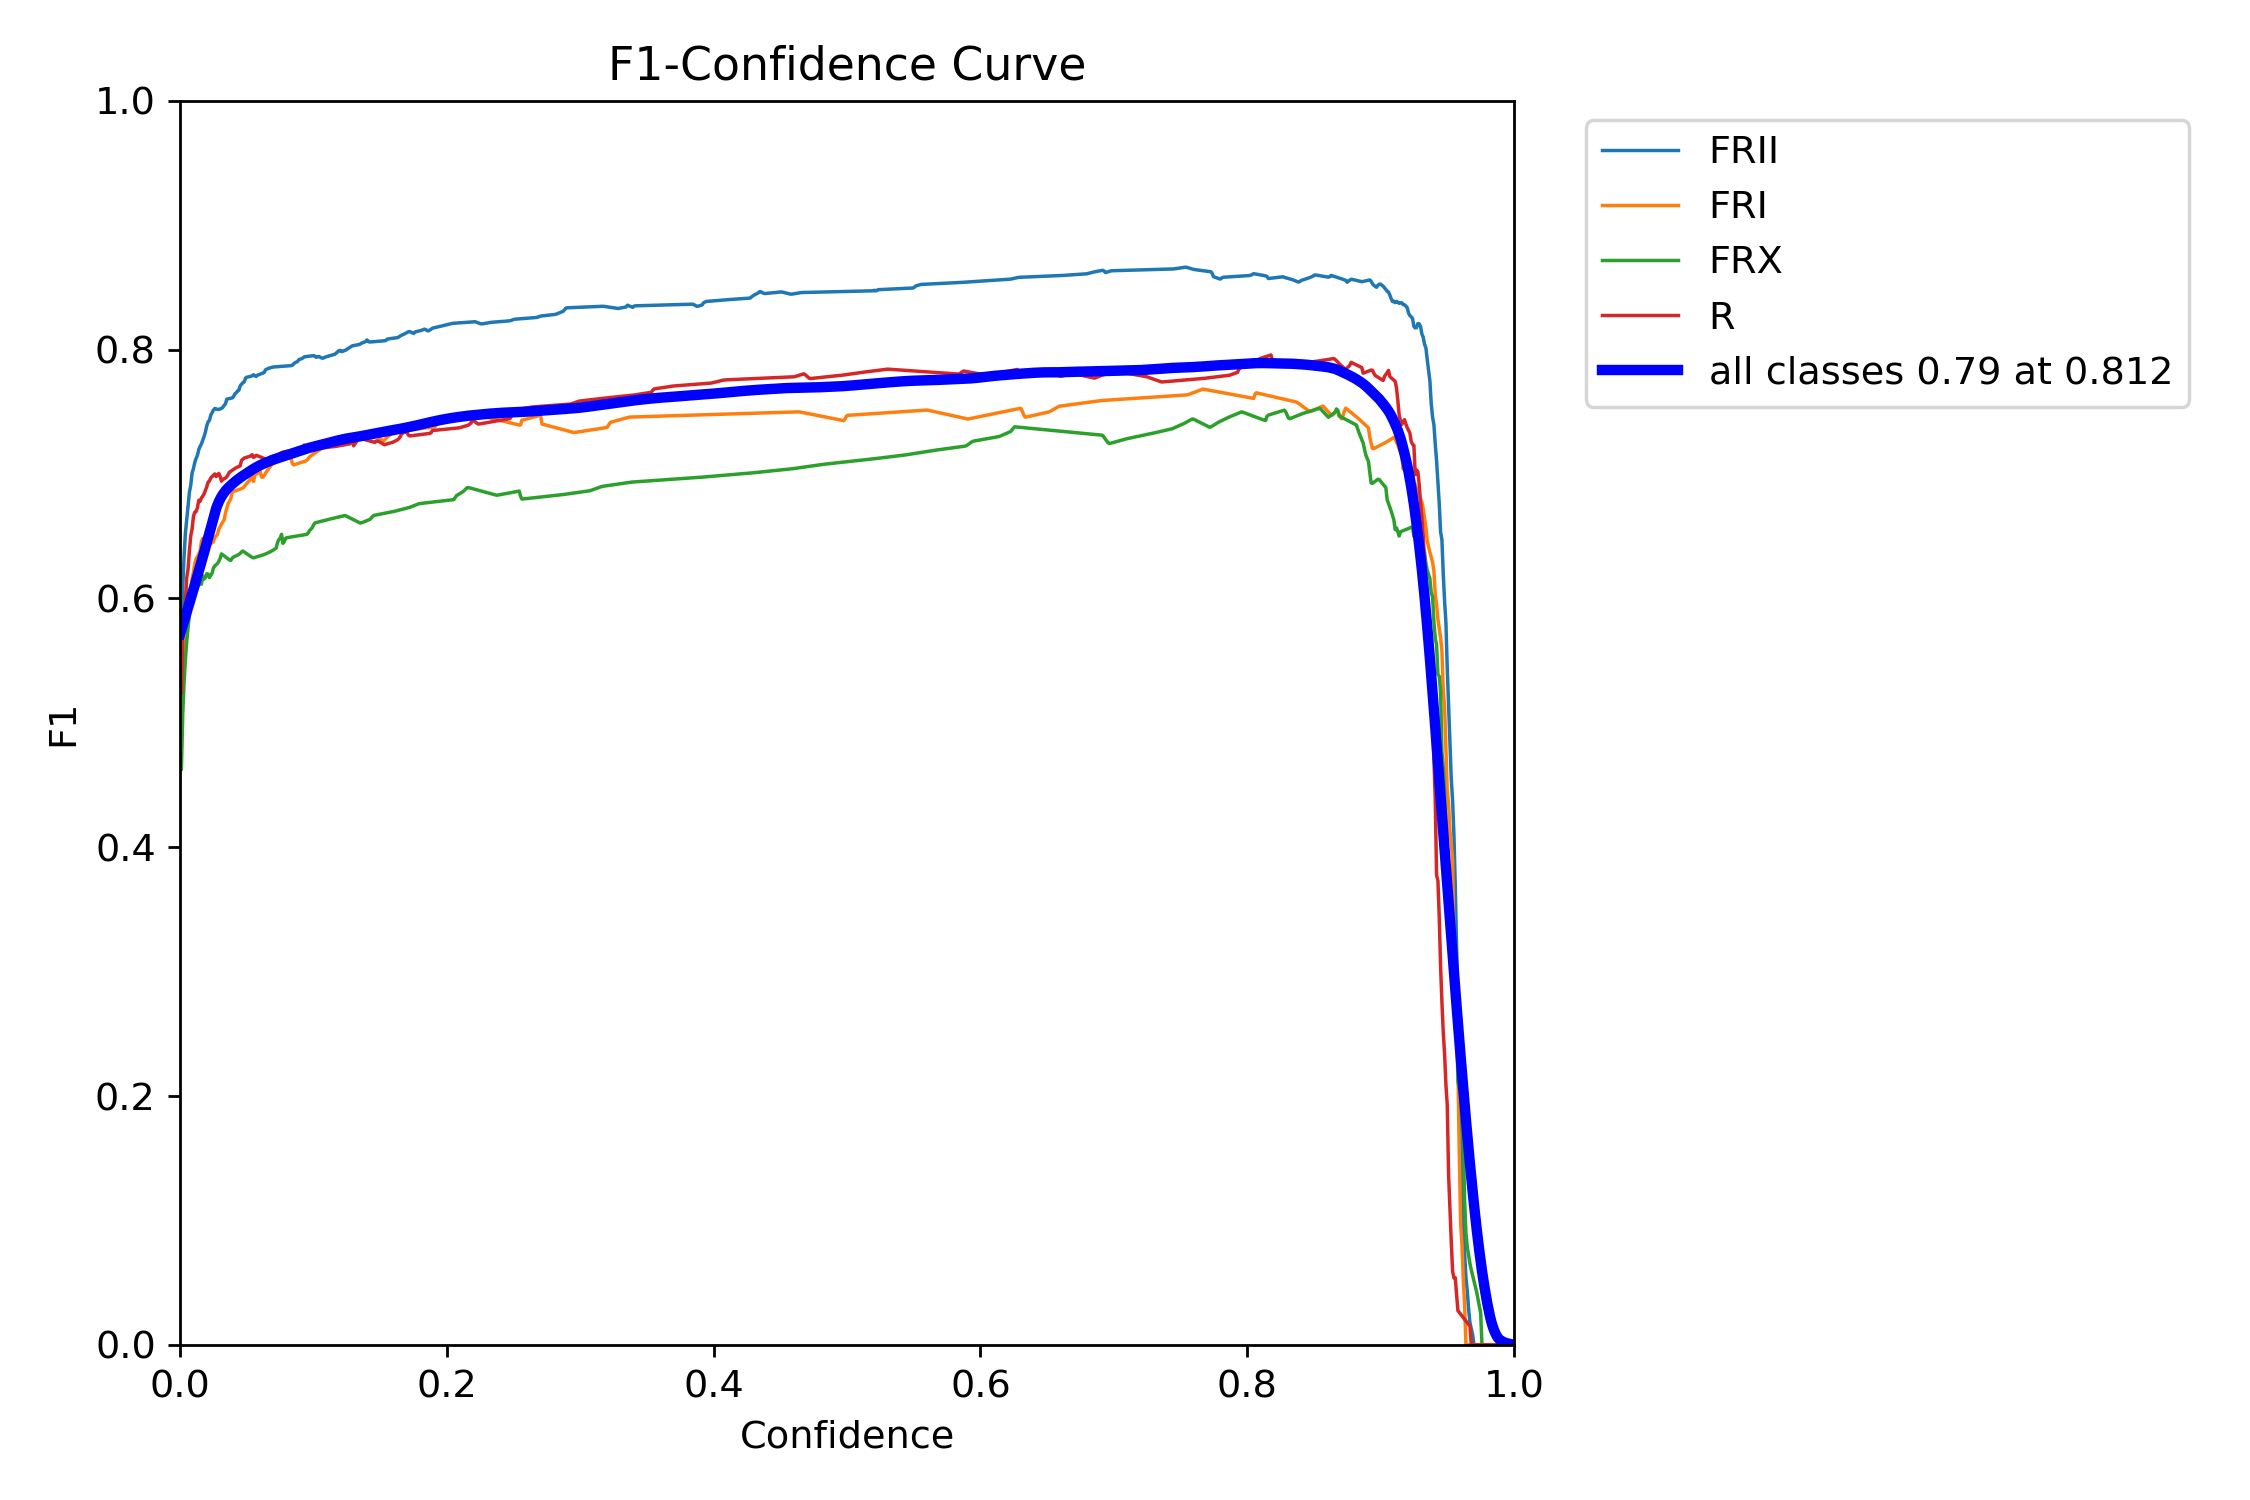 F1-Confidence Curve
1.0
0.8
0.6
0.4
0.2
0.0
F1
0.0 0.2 0.4 0.6 0.8 1.0
Confidence
FRII
FRI
FRX
R
all classes 0.79 at 0.812